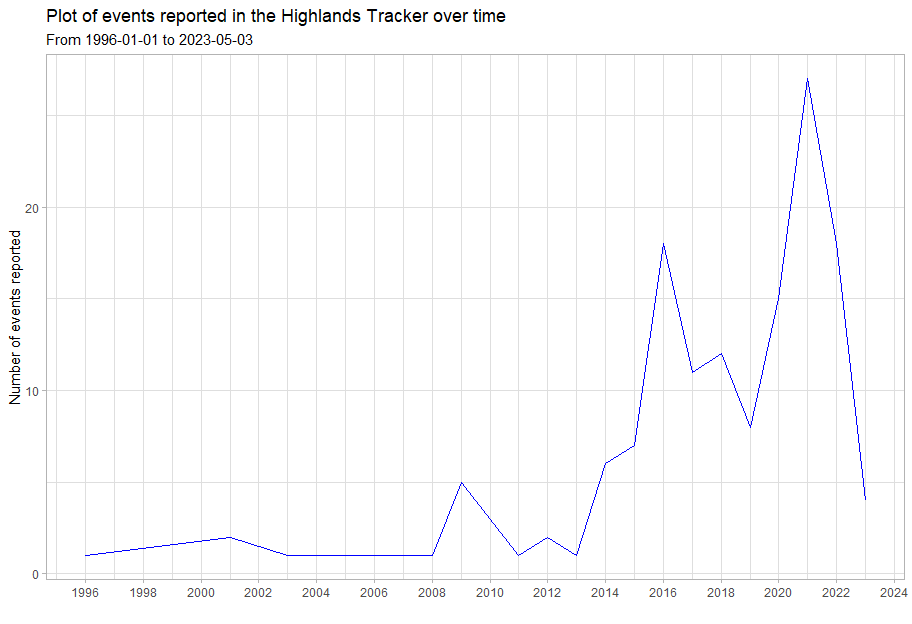 Plot of events reported in the Highlands Tracker over time
From 1996-01-01 to 2023-05-03
Number of events reported
20
10
0
1996 1998 2000 2002 2004 2006 2008 2010 2012 2014 2016 2018 2020 2022 2024